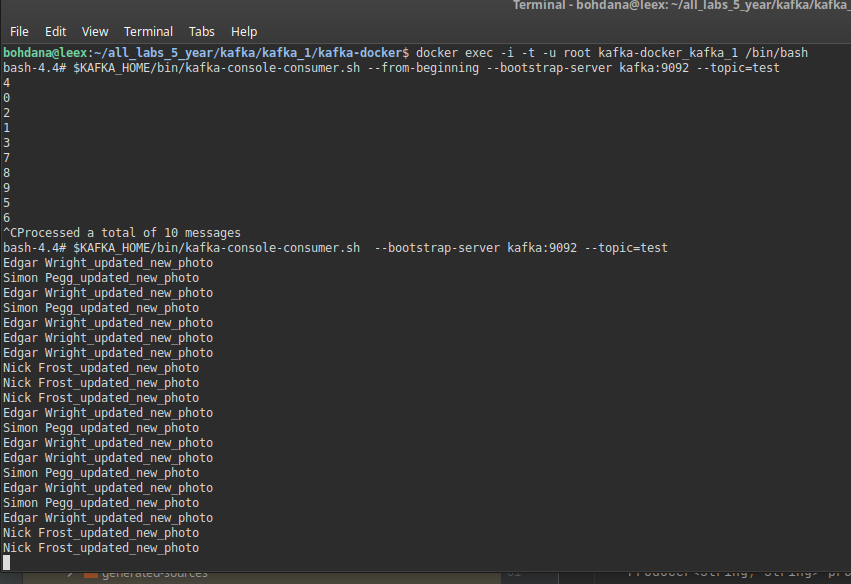 Terminal - bohdana@leex: ~/all_labs_5_year/kafka/kafka_
File Edit View Terminal Tabs Help
bohdana@leex:~/all_labs_5_year/kafka/kafka_1/kafka-docker$ docker exec -i -t -u root kafka-docker_kafka_1 /bin/bash
bash-4.4# $KAFKA_HOME/bin/kafka-console-consumer.sh --from-beginning --bootstrap-server kafka:9092 --topic=test
4
0
2
1
3
7
8
9
5
6
^CProcessed a total of 10 messages
bash-4.4# $KAFKA_HOME/bin/kafka-console-consumer.sh  --bootstrap-server kafka:9092 --topic=test
Edgar Wright_updated_new_photo
Simon Pegg_updated_new_photo
Edgar Wright_updated_new_photo
Simon Pegg_updated_new_photo
Edgar Wright_updated_new_photo
Edgar Wright_updated_new_photo
Edgar Wright_updated_new_photo
Nick Frost_updated_new_photo
Nick Frost_updated_new_photo
Nick Frost_updated_new_photo
Edgar Wright_updated_new_photo
Simon Pegg_updated_new_photo
Edgar Wright_updated_new_photo
Edgar Wright_updated_new_photo
Simon Pegg_updated_new_photo
Edgar Wright_updated_new_photo
Simon Pegg_updated_new_photo
Edgar Wright_updated_new_photo
Nick Frost_updated_new_photo
Nick Frost_updated_new_photo
generated-sources Producer<String, String>